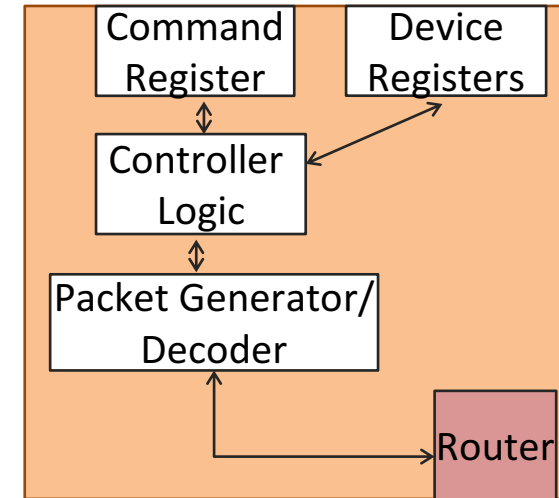 Command
Register
Device
Registers
Controller
Logic
Packet Generator/
Decoder
Router